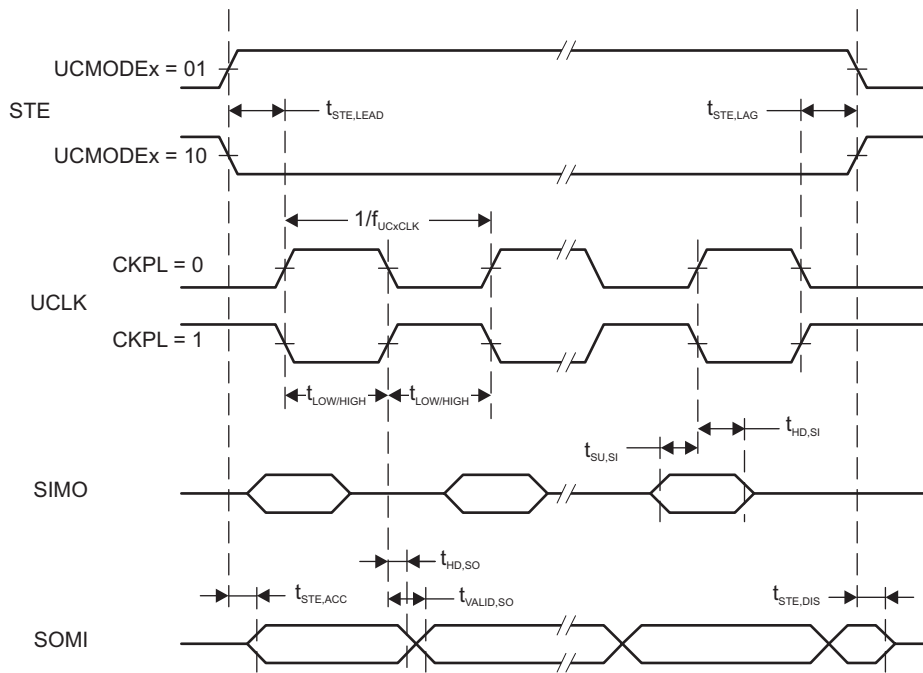 UCMODEx = 01
STE
t_STE,LEAD
t_STE,LAG
UCMODEx = 10
1/f_UCxCLK
CKPL = 0
UCLK
CKPL = 1
t_LOW/HIGH
t_LOW/HIGH
t_SU,SI
t_HD,SI
SIMO
t_HD,SO
t_STE,ACC
t_VALID,SO
t_STE,DIS
SOMI